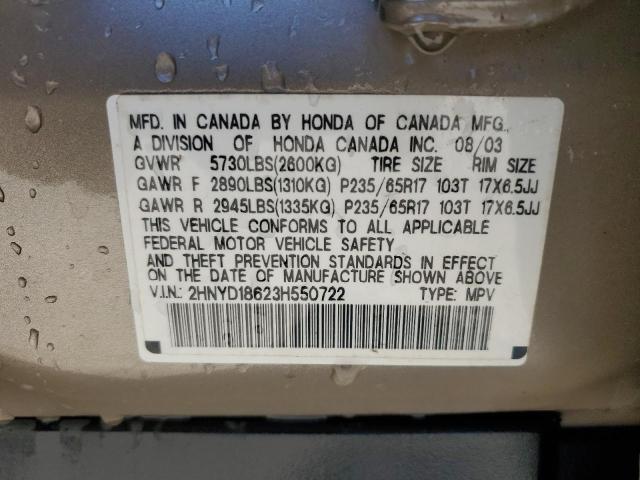 MFD. IN CANADA BY HONDA OF CANADA MFG.,
A DIVISION OF HONDA CANADA INC. 08/03
GVWR 5730LBS(2600KG) TIRE SIZE RIM SIZE
GAWR F 2890LBS(1310KG) P235/65R17 103T 17X6.5JJ
GAWR R 2945LBS(1335KG) P235/65R17 103T 17X6.5JJ
THIS VEHICLE CONFORMS TO ALL APPLICABLE
FEDERAL MOTOR VEHICLE SAFETY
AND THEFT PREVENTION STANDARDS IN EFFECT
ON THE DATE OF MANUFACTURE SHOWN ABOVE
V.I.N.: 2HNYD18623H550722 TYPE: MPV